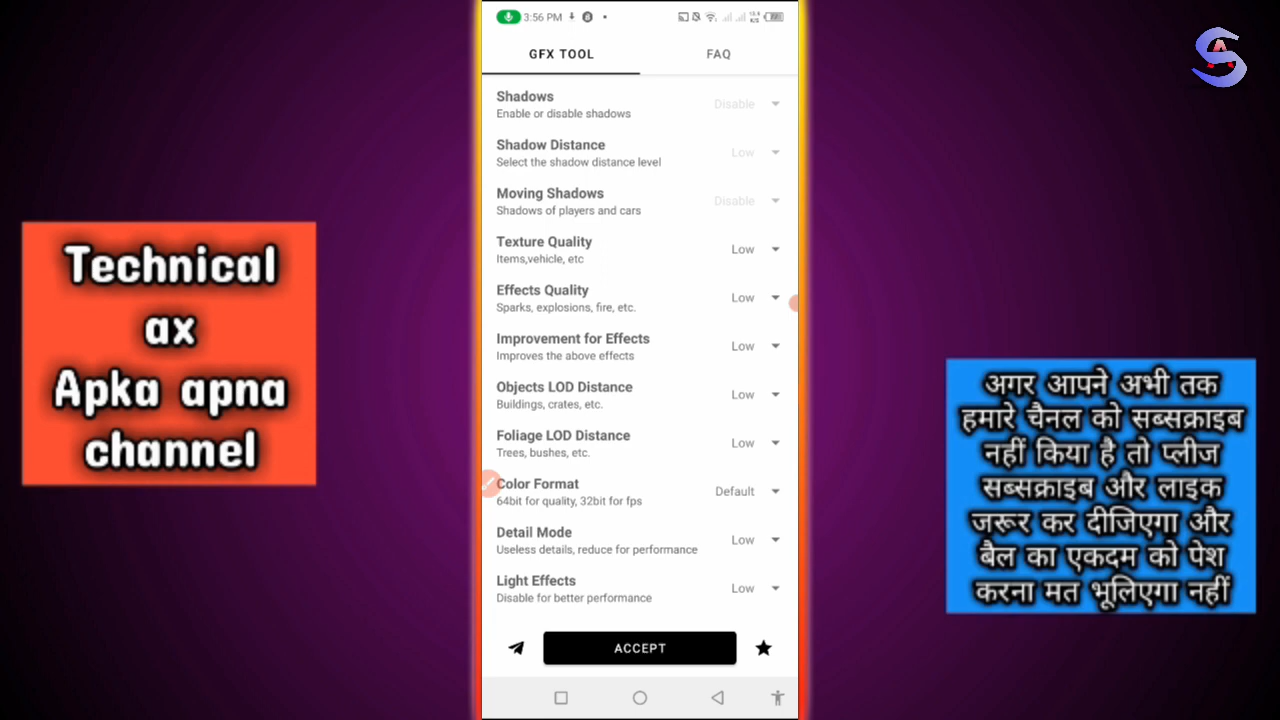 3:56 PM
GFX TOOL
FAQ
Shadows
Enable or disable shadows
Disable
Shadow Distance
Select the shadow distance level
Low
Moving Shadows
Shadows of players and cars
Disable
Texture Quality
Items,vehicle, etc
Low
Effects Quality
Sparks, explosions, fire, etc.
Low
Improvement for Effects
Improves the above effects
Low
Objects LOD Distance
Buildings, crates, etc.
Low
Foliage LOD Distance
Trees, bushes, etc.
Low
Color Format
64bit for quality, 32bit for fps
Default
Detail Mode
Useless details, reduce for performance
Low
Light Effects
Disable for better performance
Low
ACCEPT
Technical
ax
Apka apna
channel
अगर आपने अभी तक
हमारे चैनल को सब्सक्राइब
नहीं किया है तो प्लीज
सब्सक्राइब और लाइक
जरूर कर दीजिएगा और
बैल का एकदम को पेश
करना मत भूलिएगा नहीं